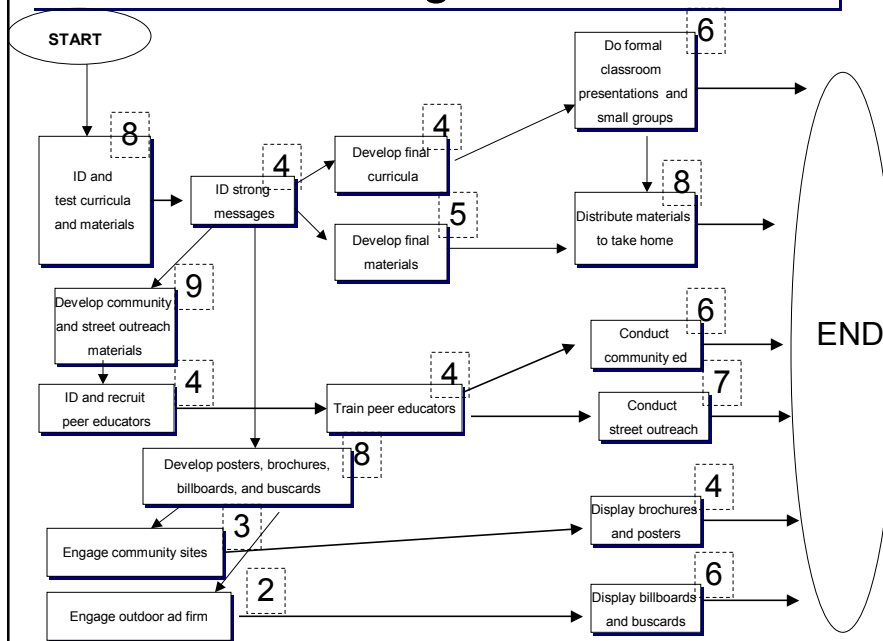 START
6
Do formal
classroom
presentations and
small groups
8
ID and
test curricula
and materials
4
ID strong
messages
4
Develop final
curricula
5
Develop final
materials
8
Distribute materials
to take home
9
Develop community
and street outreach
materials
6
Conduct
community ed
END
4
ID and recruit
peer educators
4
Train peer educators
7
Conduct
street outreach
8
Develop posters, brochures,
billboards, and buscards
3
Engage community sites
4
Display brochures
and posters
2
Engage outdoor ad firm
6
Display billboards
and buscards